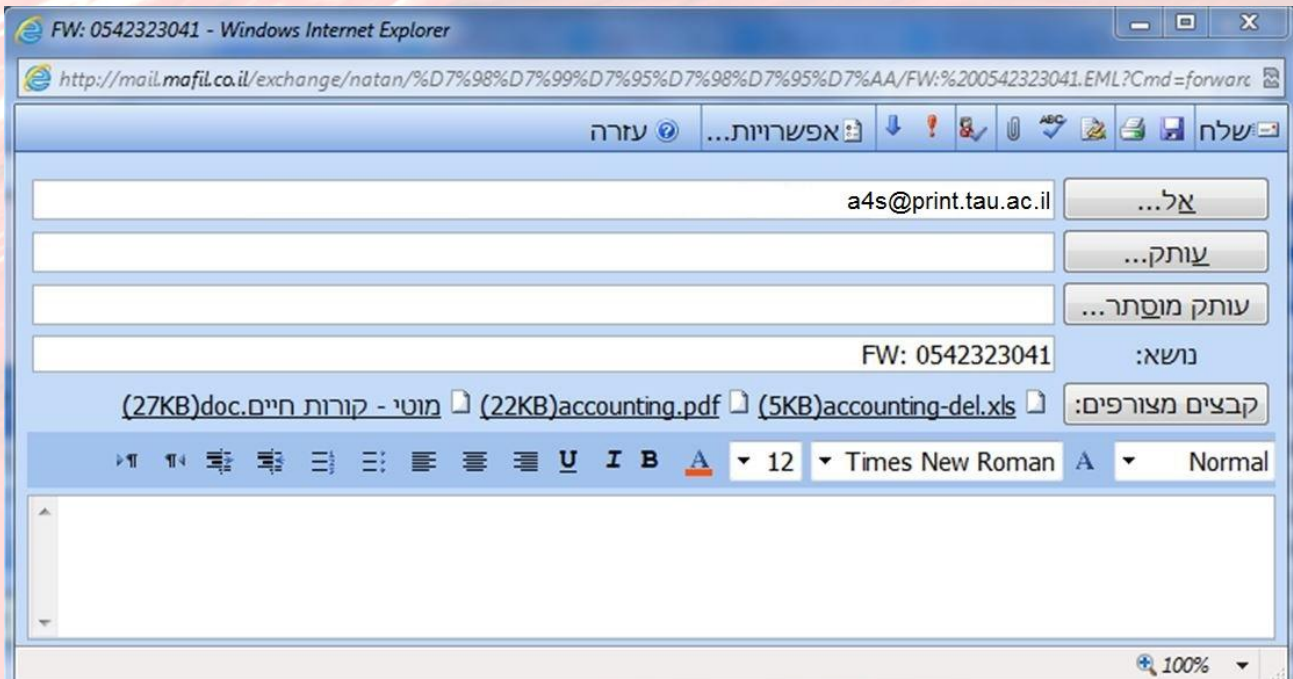 FW: 0542323041 - Windows Internet Explorer
http://mail.mafil.co.il/exchange/natan/%D7%98%D7%99%D7%95%D7%98%D7%95%D7%AA/FW:%200542323041.EML?Cmd=forward
שלח ABC אפשרויות... עזרה
אל... a4s@print.tau.ac.il
עותק...
עותק מוסתר...
נושא: FW: 0542323041
קבצים מצורפים: accounting-del.xls(5KB) accounting.pdf(22KB) מוטי - קורות חיים.doc(27KB)
Normal A Times New Roman 12 A B I U
100%